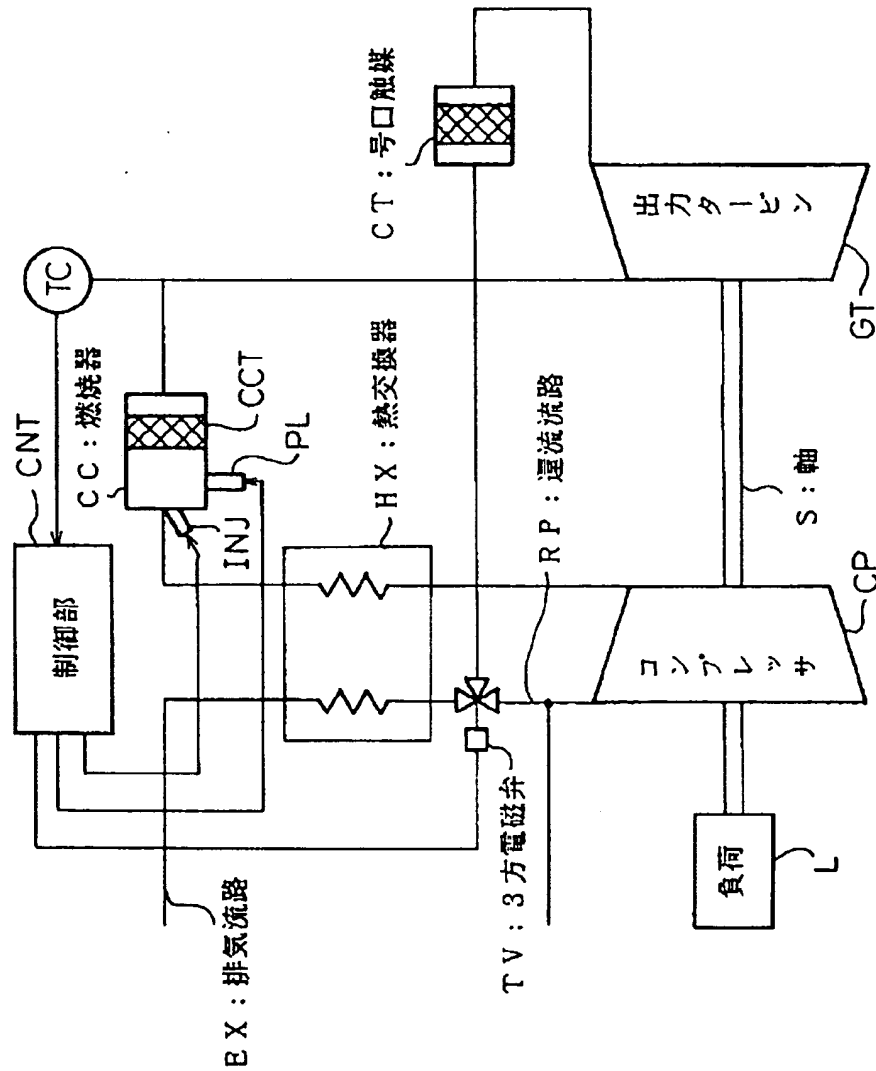 制御部
CNT
TC
ＣＣ：燃焼器
CCT
PL
INJ
ＥＸ：排気流路
ＨＸ：熱交換器
ＣＴ：号口触媒
ＴＶ：３方電磁弁
ＲＰ：還流流路
負荷
L
コンプレッサ
CP
Ｓ：軸
出力タービン
GT